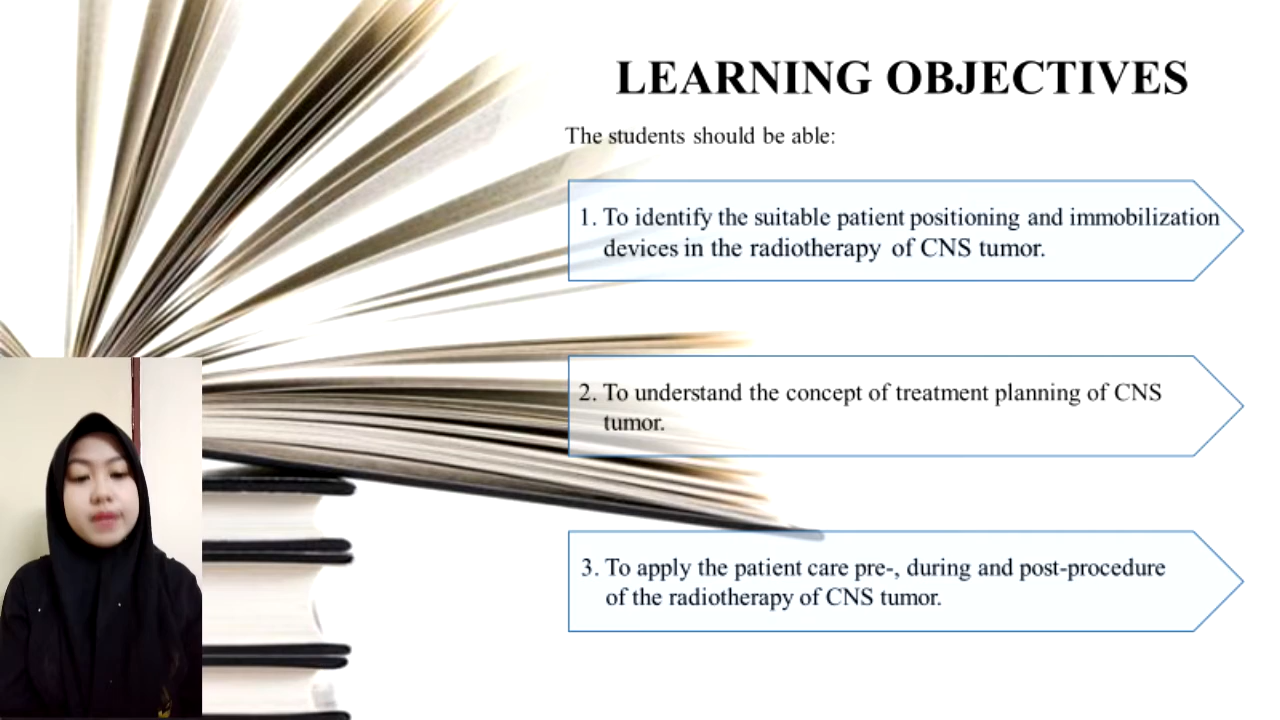 LEARNING OBJECTIVES
The students should be able:
1. To identify the suitable patient positioning and immobilization
devices in the radiotherapy of CNS tumor.
2. To understand the concept of treatment planning of CNS
tumor.
3. To apply the patient care pre-, during and post-procedure
of the radiotherapy of CNS tumor.